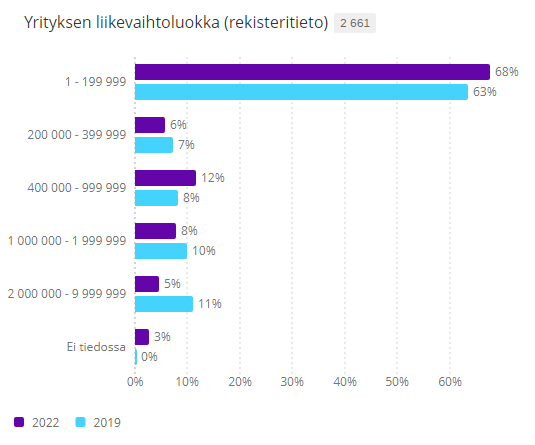 Yrityksen liikevaihtoluokka (rekisteritieto) 2 661
1 - 199 999 68%
63%
200 000 - 399 999 6%
7%
400 000 - 999 999 12%
8%
1 000 000 - 1 999 999 8%
10%
2 000 000 - 9 999 999 5%
11%
Ei tiedossa 3%
0%
0% 10% 20% 30% 40% 50% 60%
2022 2019